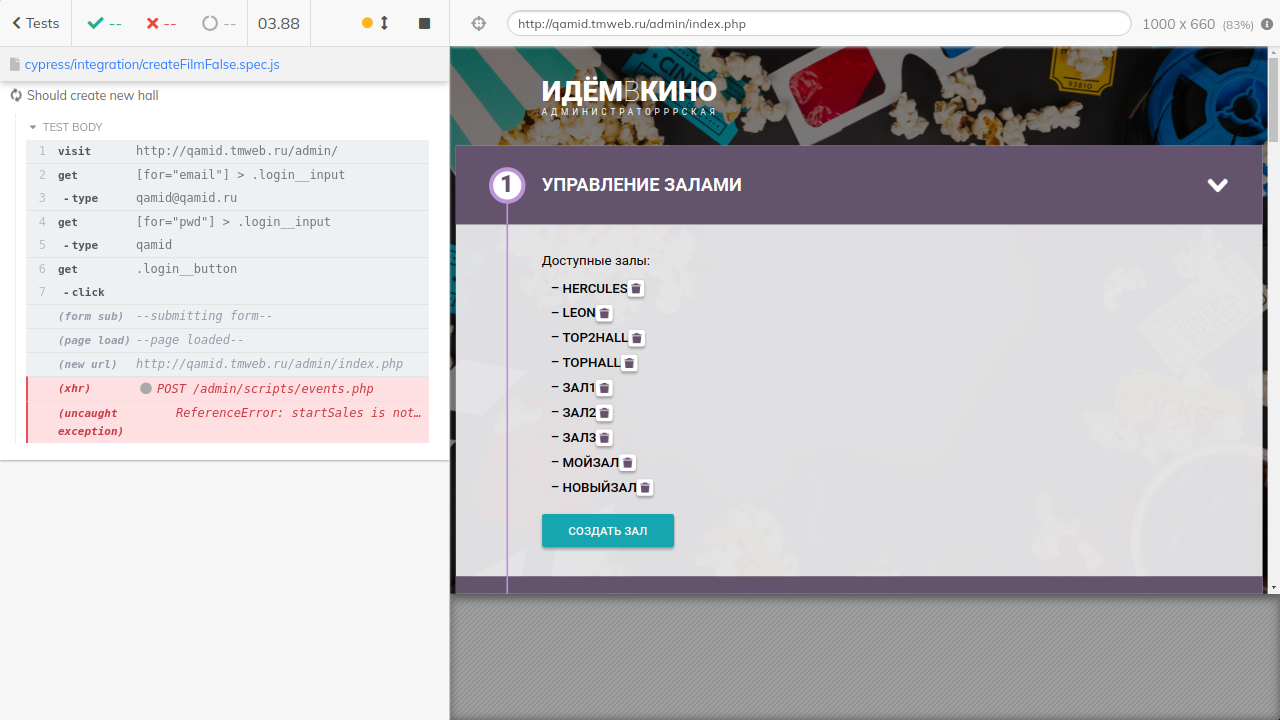 Tests -- -- -- 03.88 http://qamid.tmweb.ru/admin/index.php 1000 x 660 (83%)
cypress/integration/createFilmFalse.spec.js
Should create new hall
TEST BODY
1 visit http://qamid.tmweb.ru/admin/
2 get [for="email"] > .login__input
3 -type qamid@qamid.ru
4 get [for="pwd"] > .login__input
5 -type qamid
6 get .login__button
7 -click
(form sub) --submitting form--
(page load) --page loaded--
(new url) http://qamid.tmweb.ru/admin/index.php
(xhr) POST /admin/scripts/events.php
(uncaught exception) ReferenceError: startSales is not…
ИДЁМВКИНО
АДМИНИСТРАТОРРРСКАЯ
CINEMA
93810
1 УПРАВЛЕНИЕ ЗАЛАМИ
Доступные залы:
– HERCULES
– LEON
– TOP2HALL
– TOPHALL
– ЗАЛ1
– ЗАЛ2
– ЗАЛ3
– МОЙЗАЛ
– НОВЫЙЗАЛ
СОЗДАТЬ ЗАЛ